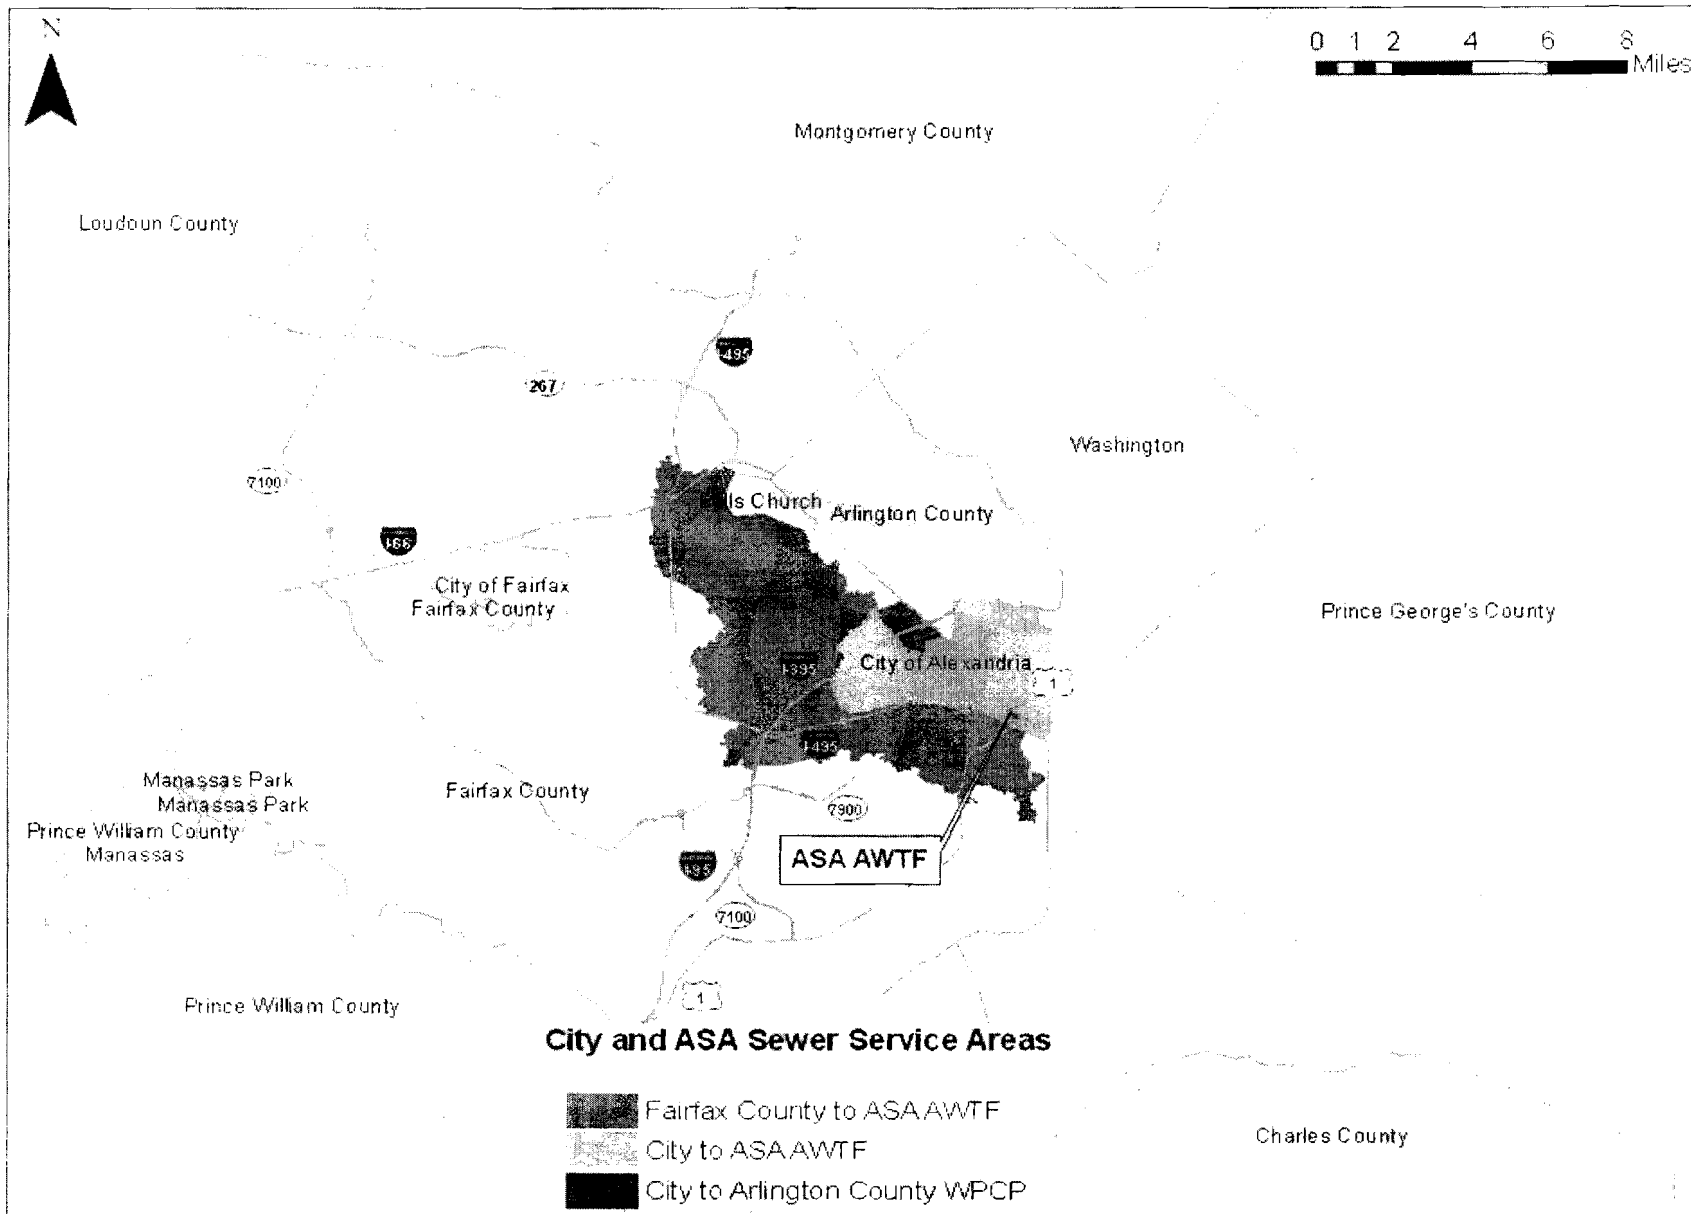 N
0 1 2 4 6 8
Miles
Montgomery County
Loudoun County
I-495
267
Washington
7100
Falls Church
Arlington County
I-66
City of Fairfax
Fairfax County
Prince George's County
City of Alexandria
I-395
1
I-495
Manassas Park
Manassas Park
Fairfax County
7900
Prince William County
Manassas
ASA AWTF
I-95
7100
1
Prince William County
City and ASA Sewer Service Areas
Fairfax County to ASA AWTF
City to ASA AWTF
City to Arlington County WPCP
Charles County